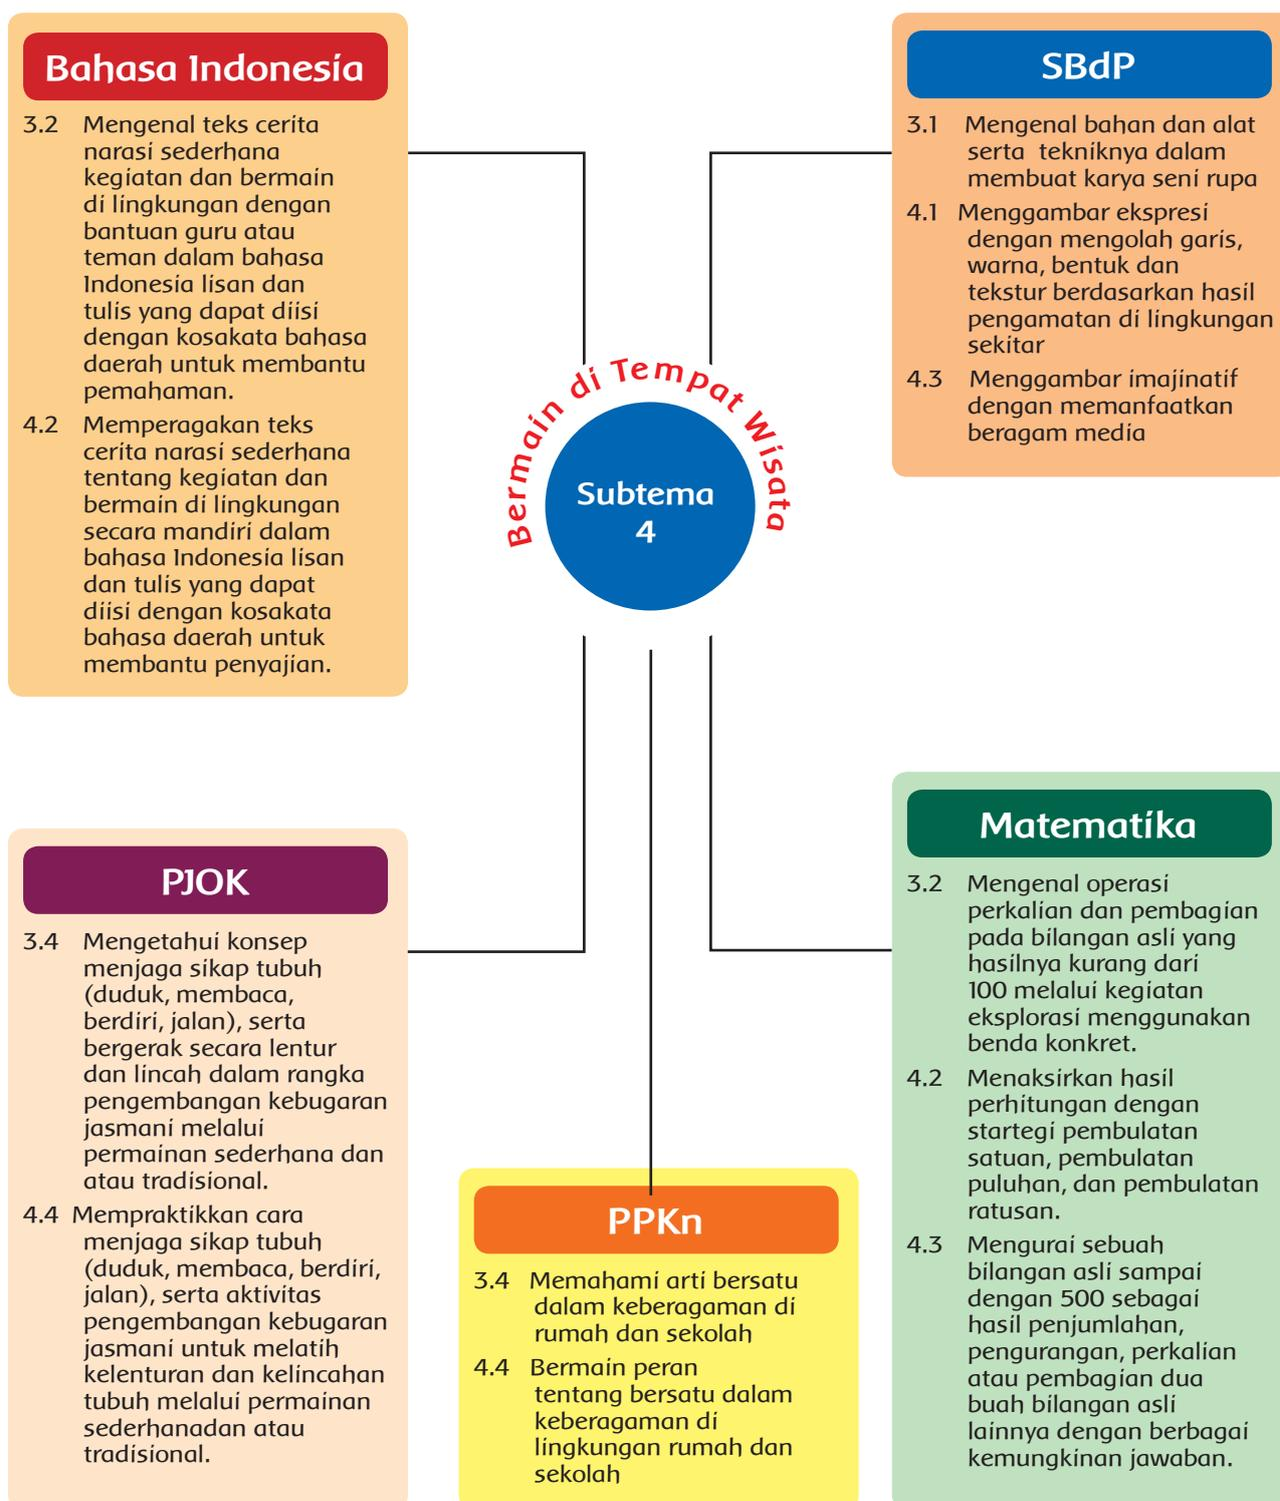 Bahasa Indonesia
3.2 Mengenal teks cerita
narasi sederhana
kegiatan dan bermain
di lingkungan dengan
bantuan guru atau
teman dalam bahasa
Indonesia lisan dan
tulis yang dapat diisi
dengan kosakata bahasa
daerah untuk membantu
pemahaman.
4.2 Memperagakan teks
cerita narasi sederhana
tentang kegiatan dan
bermain di lingkungan
secara mandiri dalam
bahasa Indonesia lisan
dan tulis yang dapat
diisi dengan kosakata
bahasa daerah untuk
membantu penyajian.
SBdP
3.1 Mengenal bahan dan alat
serta tekniknya dalam
membuat karya seni rupa
4.1 Menggambar ekspresi
dengan mengolah garis,
warna, bentuk dan
tekstur berdasarkan hasil
pengamatan di lingkungan
sekitar
4.3 Menggambar imajinatif
dengan memanfaatkan
beragam media
Bermain di Tempat Wisata
Subtema
4
PJOK
3.4 Mengetahui konsep
menjaga sikap tubuh
(duduk, membaca,
berdiri, jalan), serta
bergerak secara lentur
dan lincah dalam rangka
pengembangan kebugaran
jasmani melalui
permainan sederhana dan
atau tradisional.
4.4 Mempraktikkan cara
menjaga sikap tubuh
(duduk, membaca, berdiri,
jalan), serta aktivitas
pengembangan kebugaran
jasmani untuk melatih
kelenturan dan kelincahan
tubuh melalui permainan
sederhanadan atau
tradisional.
PPKn
3.4 Memahami arti bersatu
dalam keberagaman di
rumah dan sekolah
4.4 Bermain peran
tentang bersatu dalam
keberagaman di
lingkungan rumah dan
sekolah
Matematika
3.2 Mengenal operasi
perkalian dan pembagian
pada bilangan asli yang
hasilnya kurang dari
100 melalui kegiatan
eksplorasi menggunakan
benda konkret.
4.2 Menaksirkan hasil
perhitungan dengan
startegi pembulatan
satuan, pembulatan
puluhan, dan pembulatan
ratusan.
4.3 Mengurai sebuah
bilangan asli sampai
dengan 500 sebagai
hasil penjumlahan,
pengurangan, perkalian
atau pembagian dua
buah bilangan asli
lainnya dengan berbagai
kemungkinan jawaban.